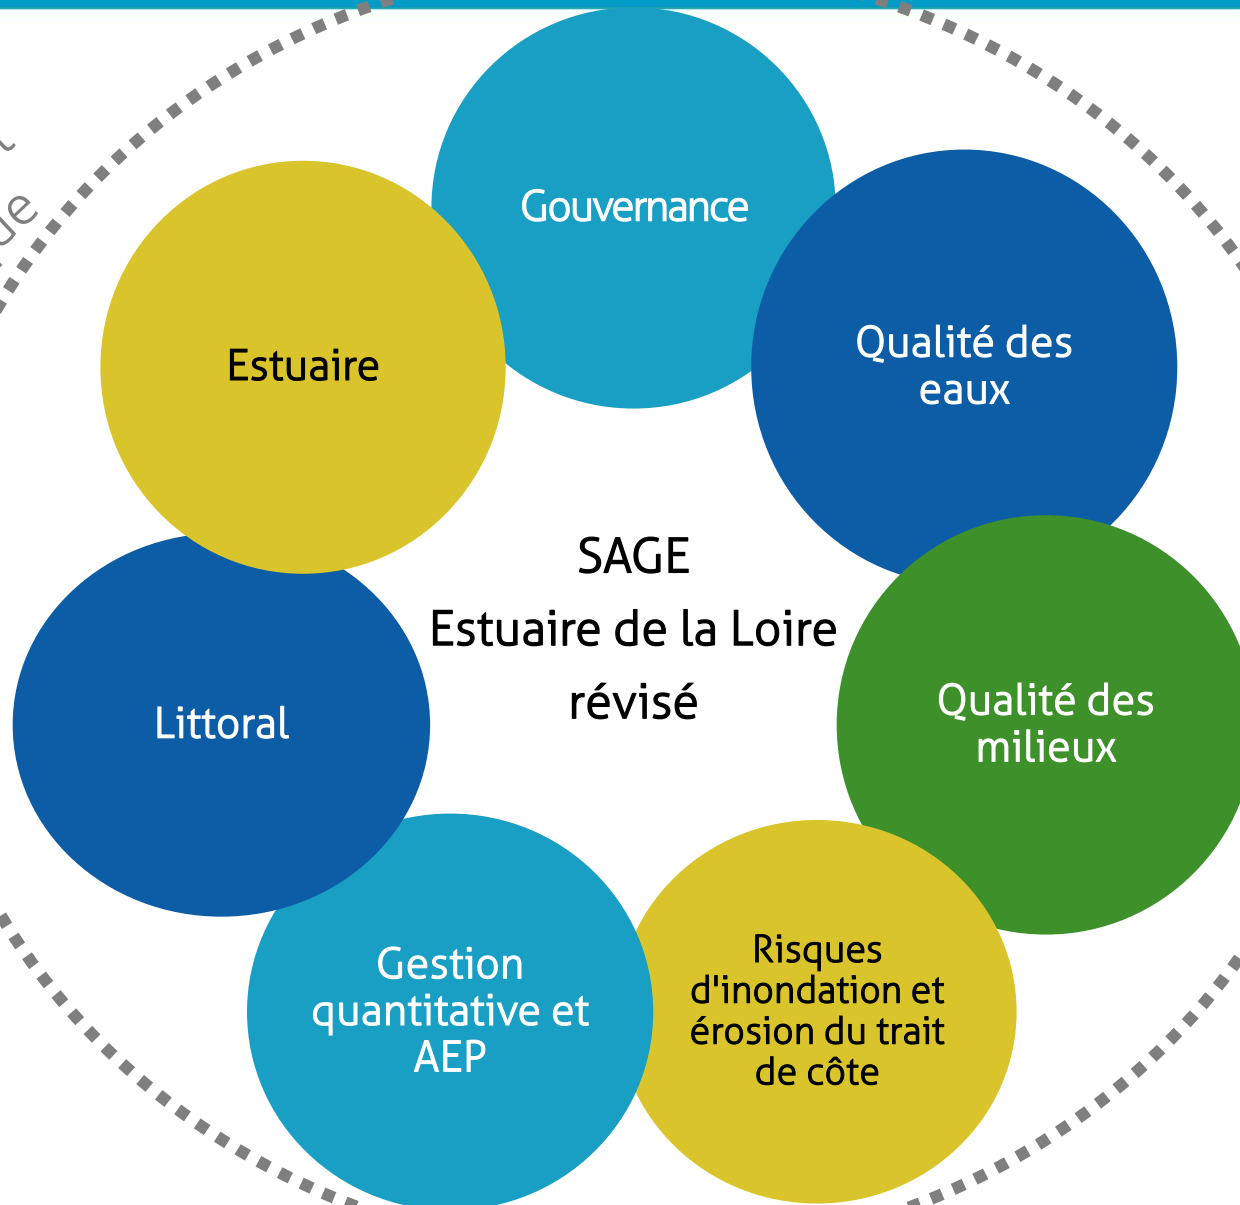 Gouvernance
Qualité des
eaux
Estuaire
SAGE
Estuaire de la Loire
révisé
Qualité des
milieux
Littoral
Risques
d'inondation et
érosion du trait
de côte
Gestion
quantitative et
AEP